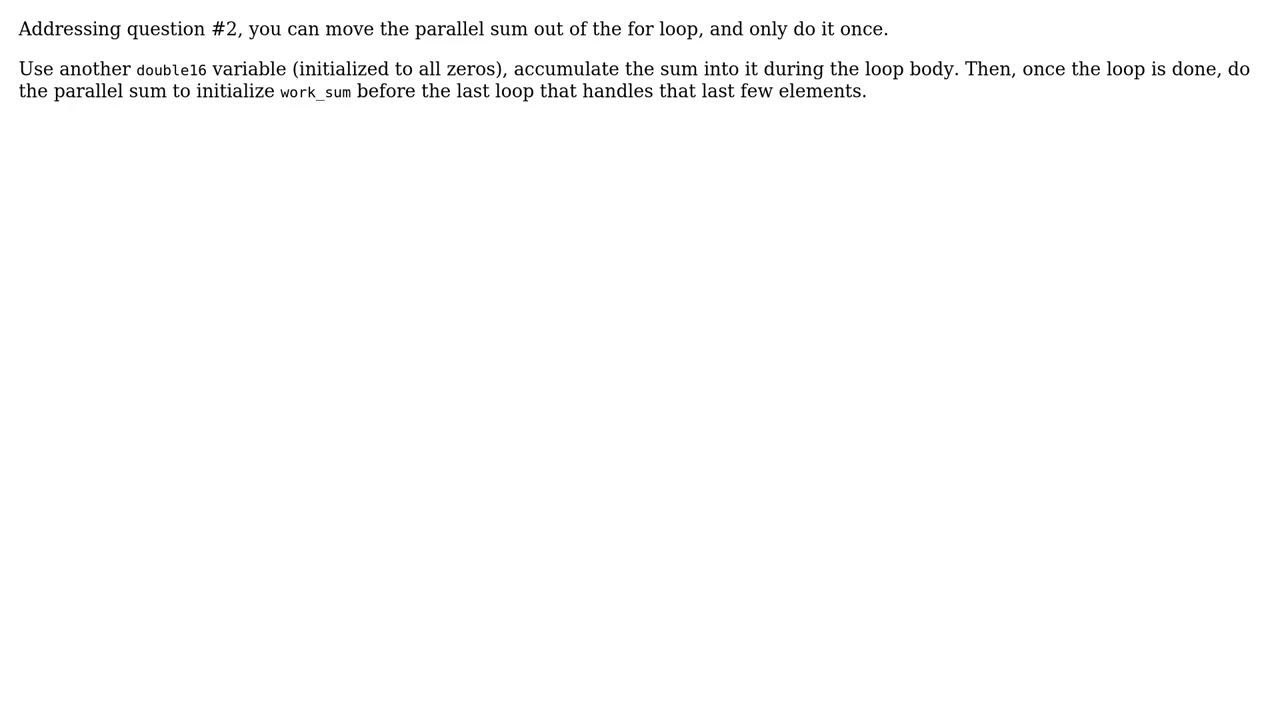 Addressing question #2, you can move the parallel sum out of the for loop, and only do it once.
Use another double16 variable (initialized to all zeros), accumulate the sum into it during the loop body. Then, once the loop is done, do
the parallel sum to initialize work_sum before the last loop that handles that last few elements.